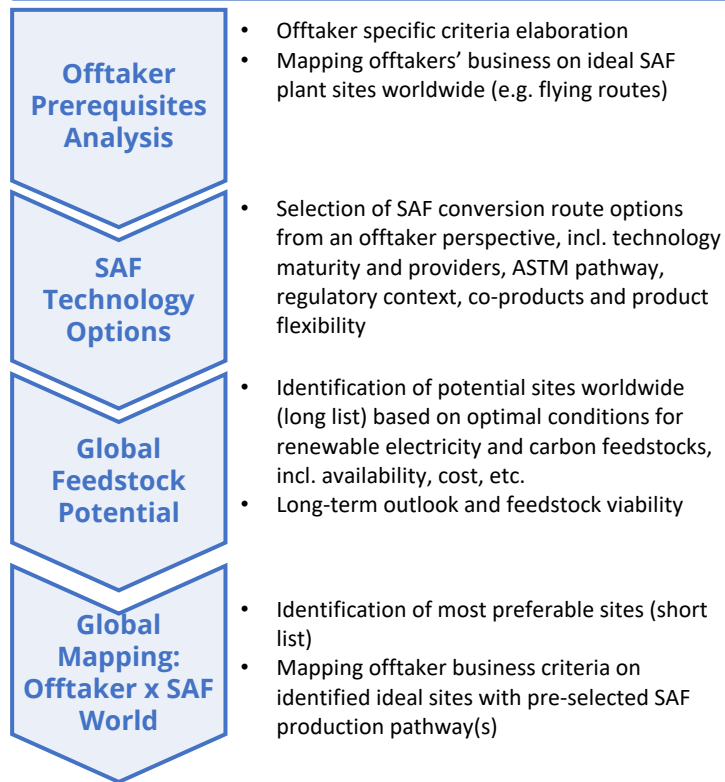 Offtaker
Prerequisites
Analysis
• Offtaker specific criteria elaboration
• Mapping offtakers’ business on ideal SAF
plant sites worldwide (e.g. flying routes)
SAF
Technology
Options
• Selection of SAF conversion route options
from an offtaker perspective, incl. technology
maturity and providers, ASTM pathway,
regulatory context, co-products and product
flexibility
Global
Feedstock
Potential
• Identification of potential sites worldwide
(long list) based on optimal conditions for
renewable electricity and carbon feedstocks,
incl. availability, cost, etc.
• Long-term outlook and feedstock viability
Global
Mapping:
Offtaker x SAF
World
• Identification of most preferable sites (short
list)
• Mapping offtaker business criteria on
identified ideal sites with pre-selected SAF
production pathway(s)